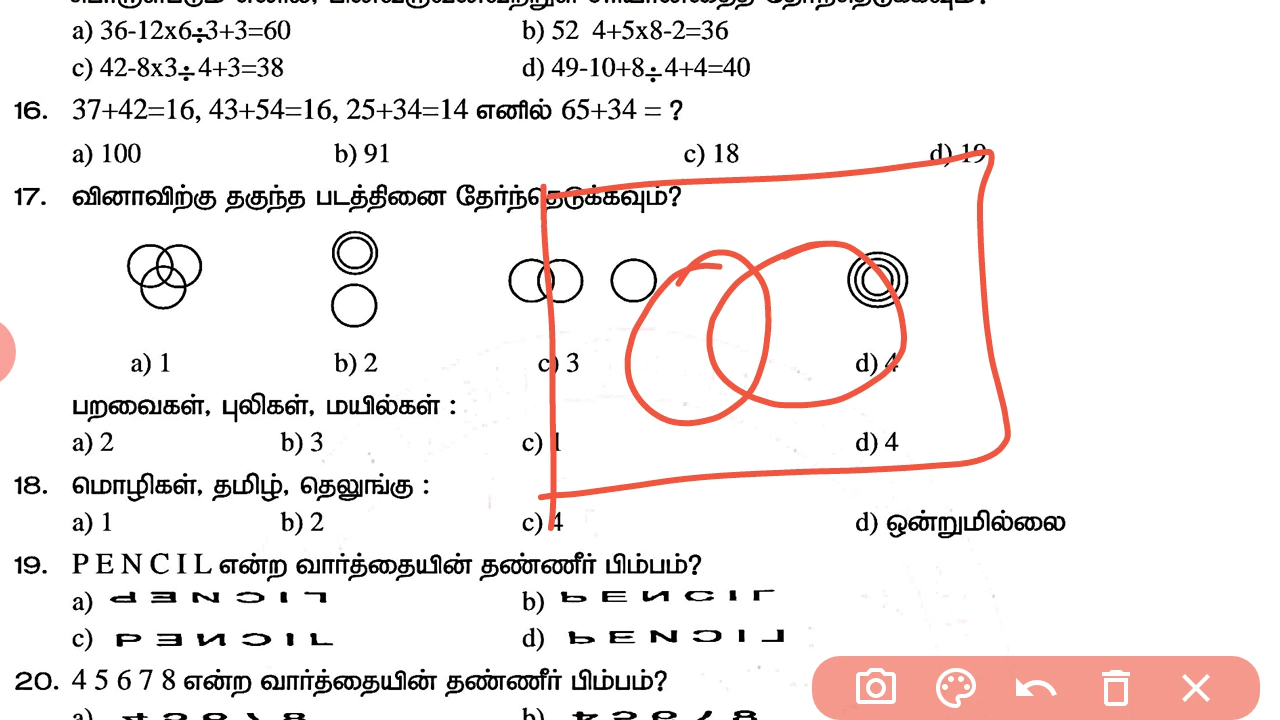 a) 36-12x6÷3+3=60 b) 52 4+5x8-2=36
c) 42-8x3÷4+3=38 d) 49-10+8÷4+4=40
16. 37+42=16, 43+54=16, 25+34=14 எனில் 65+34 = ?
a) 100 b) 91 c) 18 d) 19
17. வினாவிற்கு தகுந்த படத்தினை தேர்ந்தெடுக்கவும்?
a) 1 b) 2 c) 3 d) 4
பறவைகள், புலிகள், மயில்கள் :
a) 2 b) 3 c) 1 d) 4
18. மொழிகள், தமிழ், தெலுங்கு :
a) 1 b) 2 c) 4 d) ஒன்றுமில்லை
19. P E N C I L என்ற வார்த்தையின் தண்ணீர் பிம்பம்?
a) b)
c) d)
20. 4 5 6 7 8 என்ற வார்த்தையின் தண்ணீர் பிம்பம்?